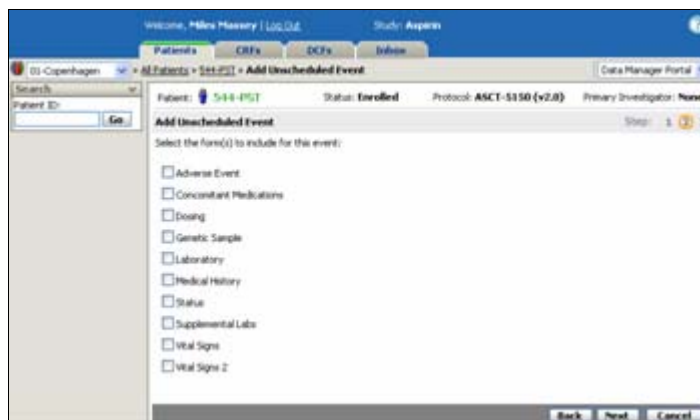 Welcome, Miles Massey | Log Out Study: Aspirin
Patients CRFs DCFs Inbox
01-Copenhagen » All Patients » 544-PST » Add Unscheduled Event Data Manager Portal
Search
Patient ID:
Go
Patient: 544-PST Status: Enrolled Protocol: ASCT-5150 (v2.0) Primary Investigator: None
Add Unscheduled Event Step: 1 2
Select the form(s) to include for this event:
Adverse Event
Concomitant Medications
Dosing
Genetic Sample
Laboratory
Medical History
Status
Supplemental Labs
Vital Signs
Vital Signs 2
Back Next Cancel